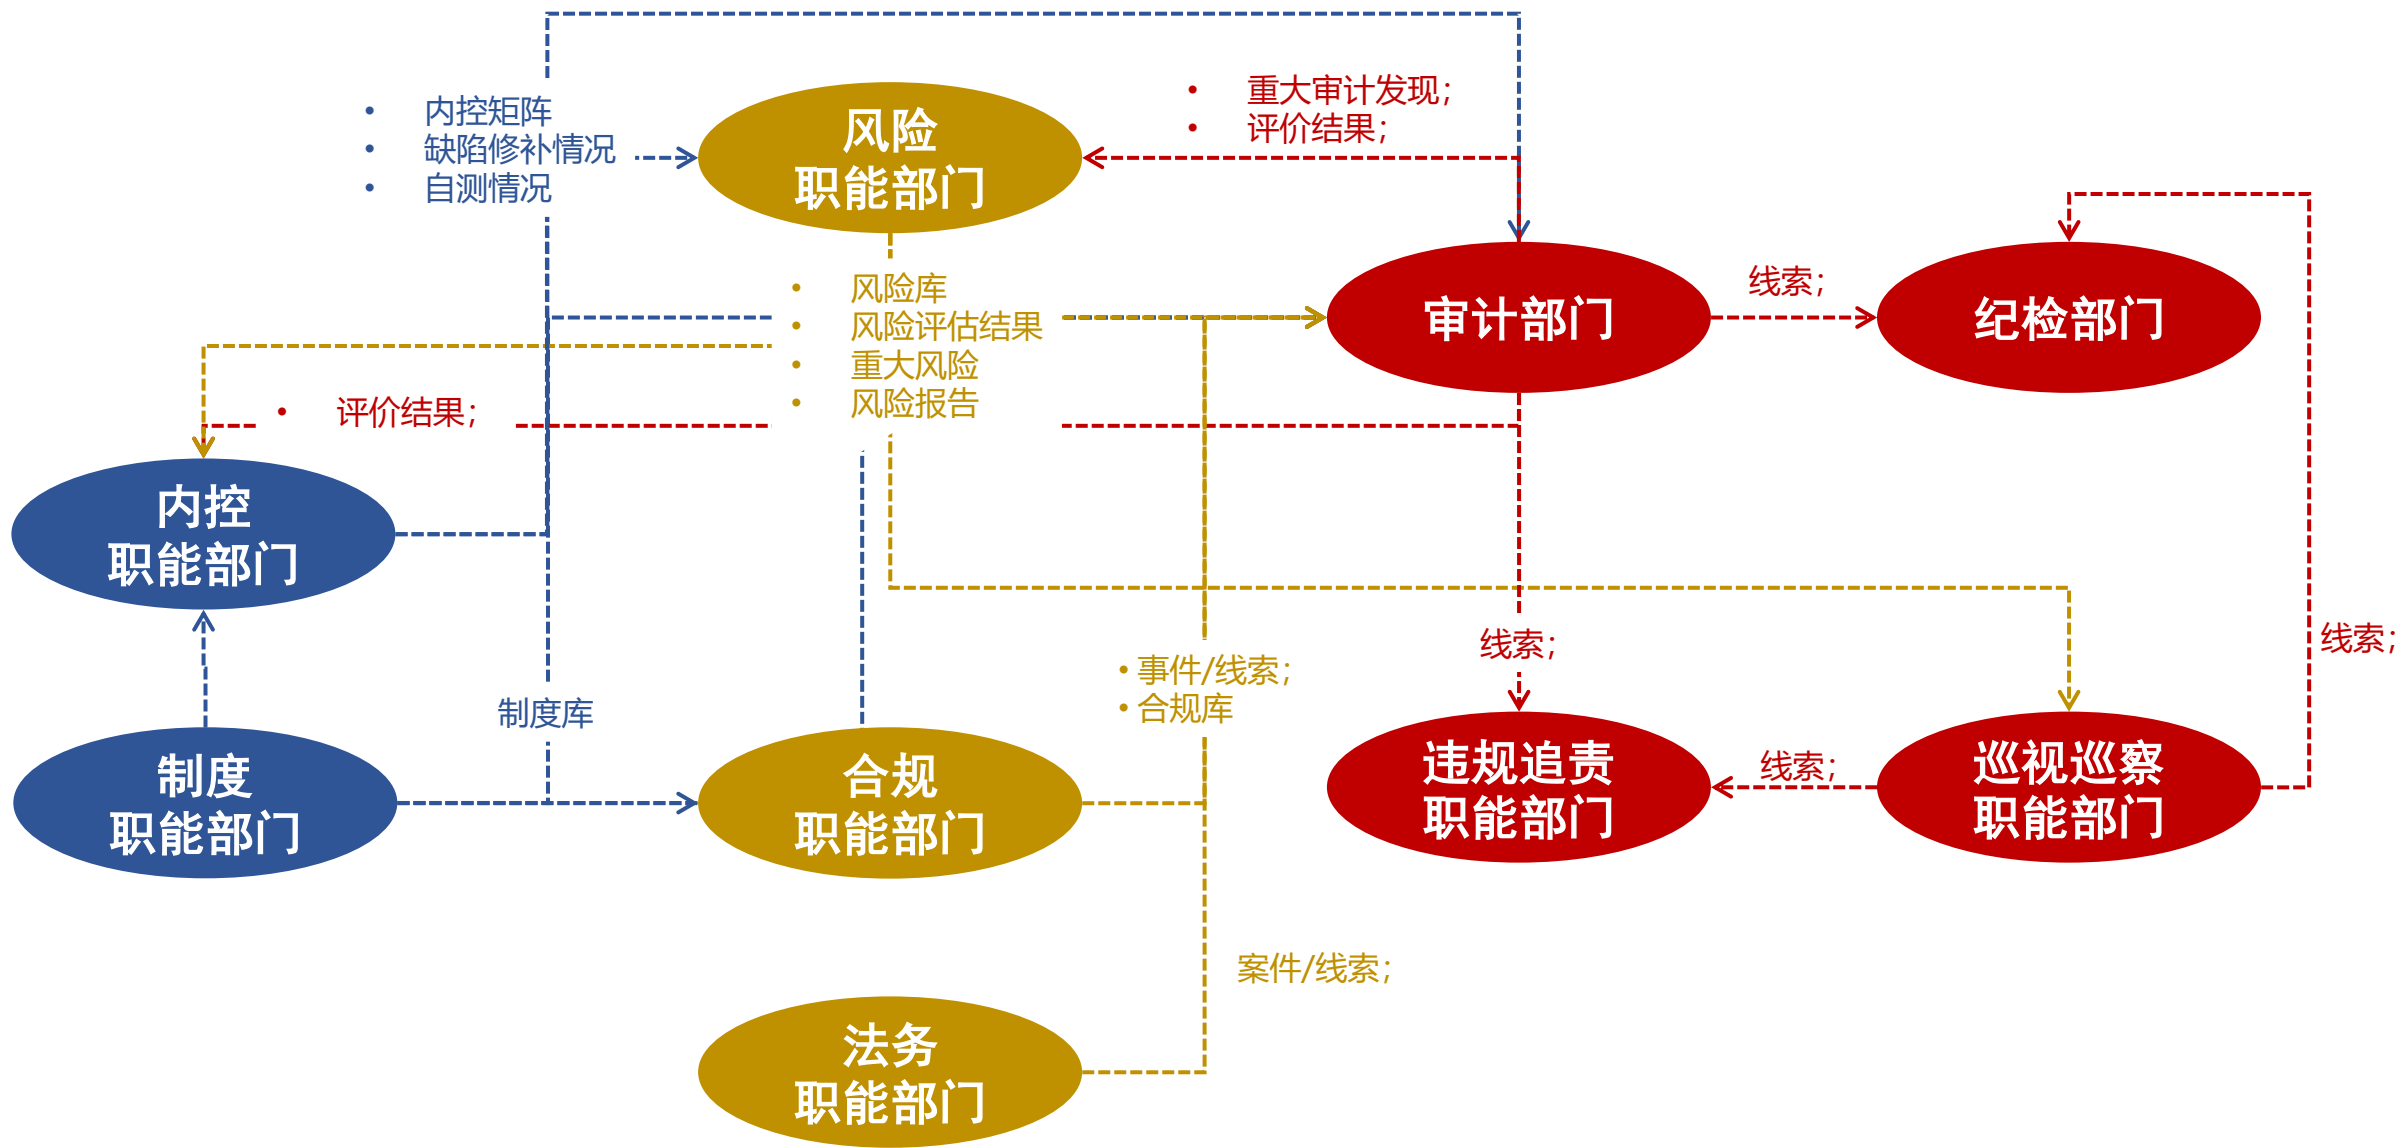 • 重大审计发现；
• 评价结果；
• 内控矩阵
• 缺陷修补情况
• 自测情况
风险
职能部门
• 风险库
• 风险评估结果
• 重大风险
• 风险报告
审计部门
线索；
纪检部门
• 评价结果；
内控
职能部门
线索；
线索；
• 事件/线索；
• 合规库
制度库
制度
职能部门
合规
职能部门
违规追责
职能部门
线索；
巡视巡察
职能部门
案件/线索；
法务
职能部门